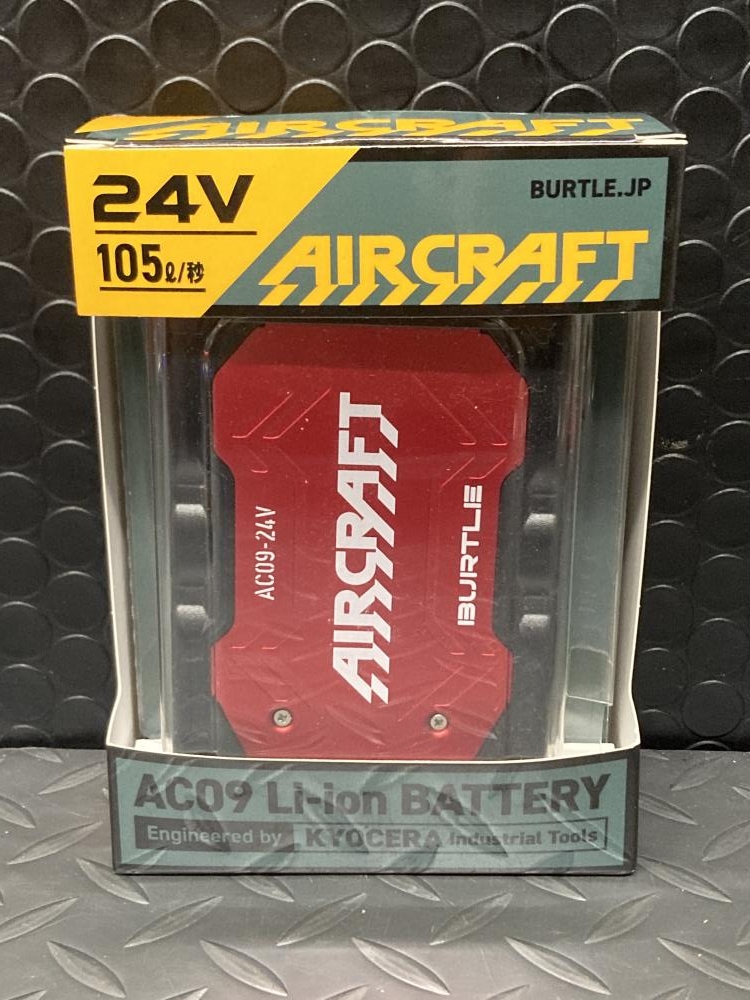 AIRCRAFT
24V
105ℓ/秒
BURTLE.JP
AIRCRAFT
AC09-24V
AIRCRAFT
BURTLE
AC09 Li-ion BATTERY
Engineered by KYOCERA Industrial Tools